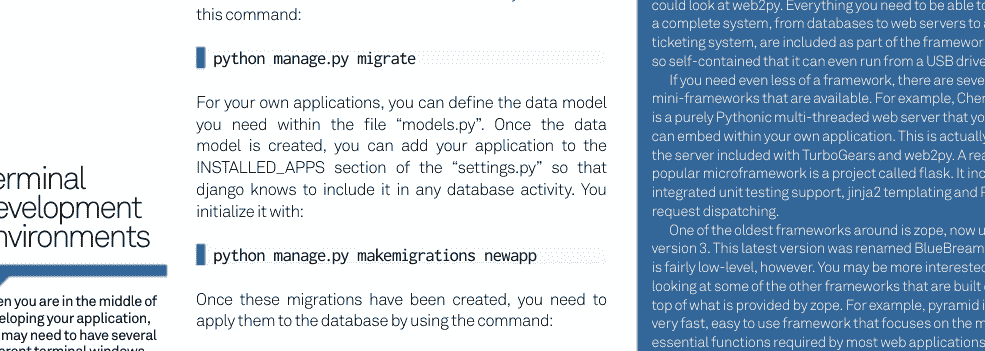 this command:
python manage.py migrate
For your own applications, you can define the data model
you need within the file “models.py”. Once the data
model is created, you can add your application to the
INSTALLED_APPS section of the “settings.py” so that
django knows to include it in any database activity. You
initialize it with:
python manage.py makemigrations newapp
Once these migrations have been created, you need to
apply them to the database by using the command:
erminal
evelopment
nvironments
en you are in the middle of
eloping your application,
may need to have several
erent terminal windows
could look at web2py. Everything you need to be able to
a complete system, from databases to web servers to a
ticketing system, are included as part of the framewor
so self-contained that it can even run from a USB drive
If you need even less of a framework, there are seve
mini-frameworks that are available. For example, Cher
is a purely Pythonic multi-threaded web server that yo
can embed within your own application. This is actually
the server included with TurboGears and web2py. A rea
popular microframework is a project called flask. It inc
integrated unit testing support, jinja2 templating and R
request dispatching.
One of the oldest frameworks around is zope, now u
version 3. This latest version was renamed BlueBream
is fairly low-level, however. You may be more interested
looking at some of the other frameworks that are built
top of what is provided by zope. For example, pyramid i
very fast, easy to use framework that focuses on the m
essential functions required by most web applications